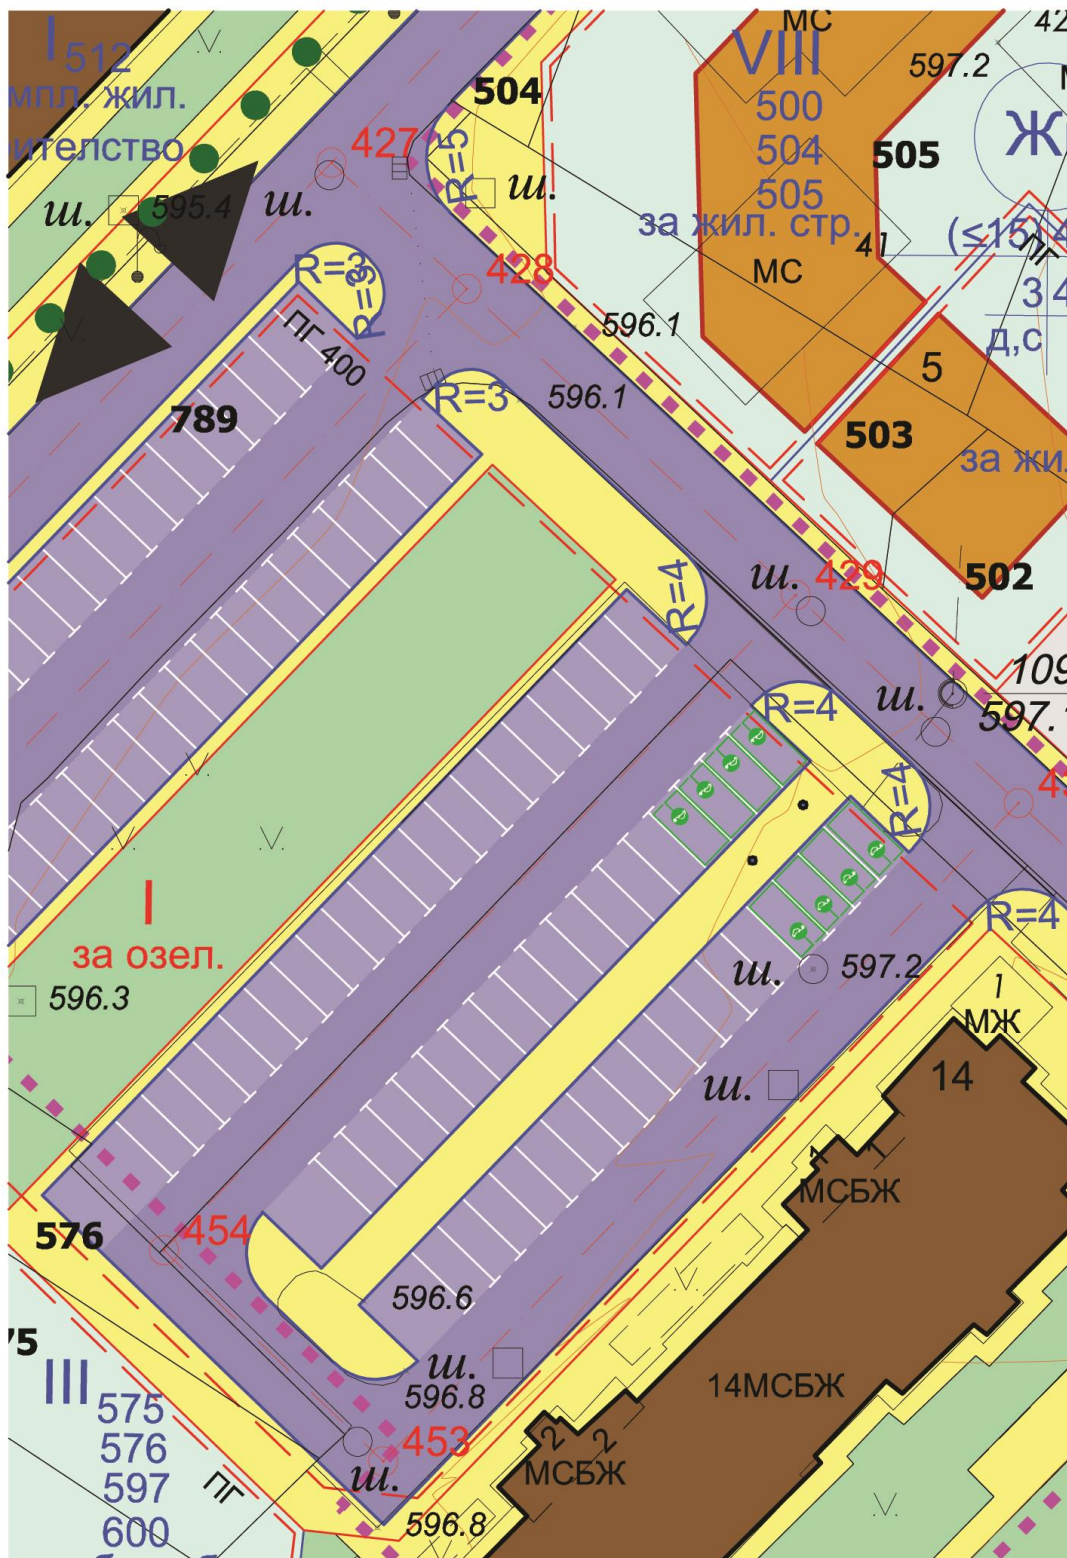 I
512
мпл. жил.
ителство
ш.
595.4
ш.
427
504
R=5
ш.
МС
VIII
500
504
505
за жил. стр.
МС
41
597.2
505
Ж
(≤15)
ПГ
3
Д,С
42
428
R=3
ПГ 400
596.1
789
R=3
596.1
5
503
за жи
502
ш.
429
R=4
ш.
109
597.
R=4
R=4
R=4
I
за озел.
596.3
ш.
597.2
1
МЖ
14
ш.
1
1
МСБЖ
576
454
596.6
75
III
575
576
597
600
ПГ
ш.
596.8
14МСБЖ
453
ш.
2
2
МСБЖ
596.8